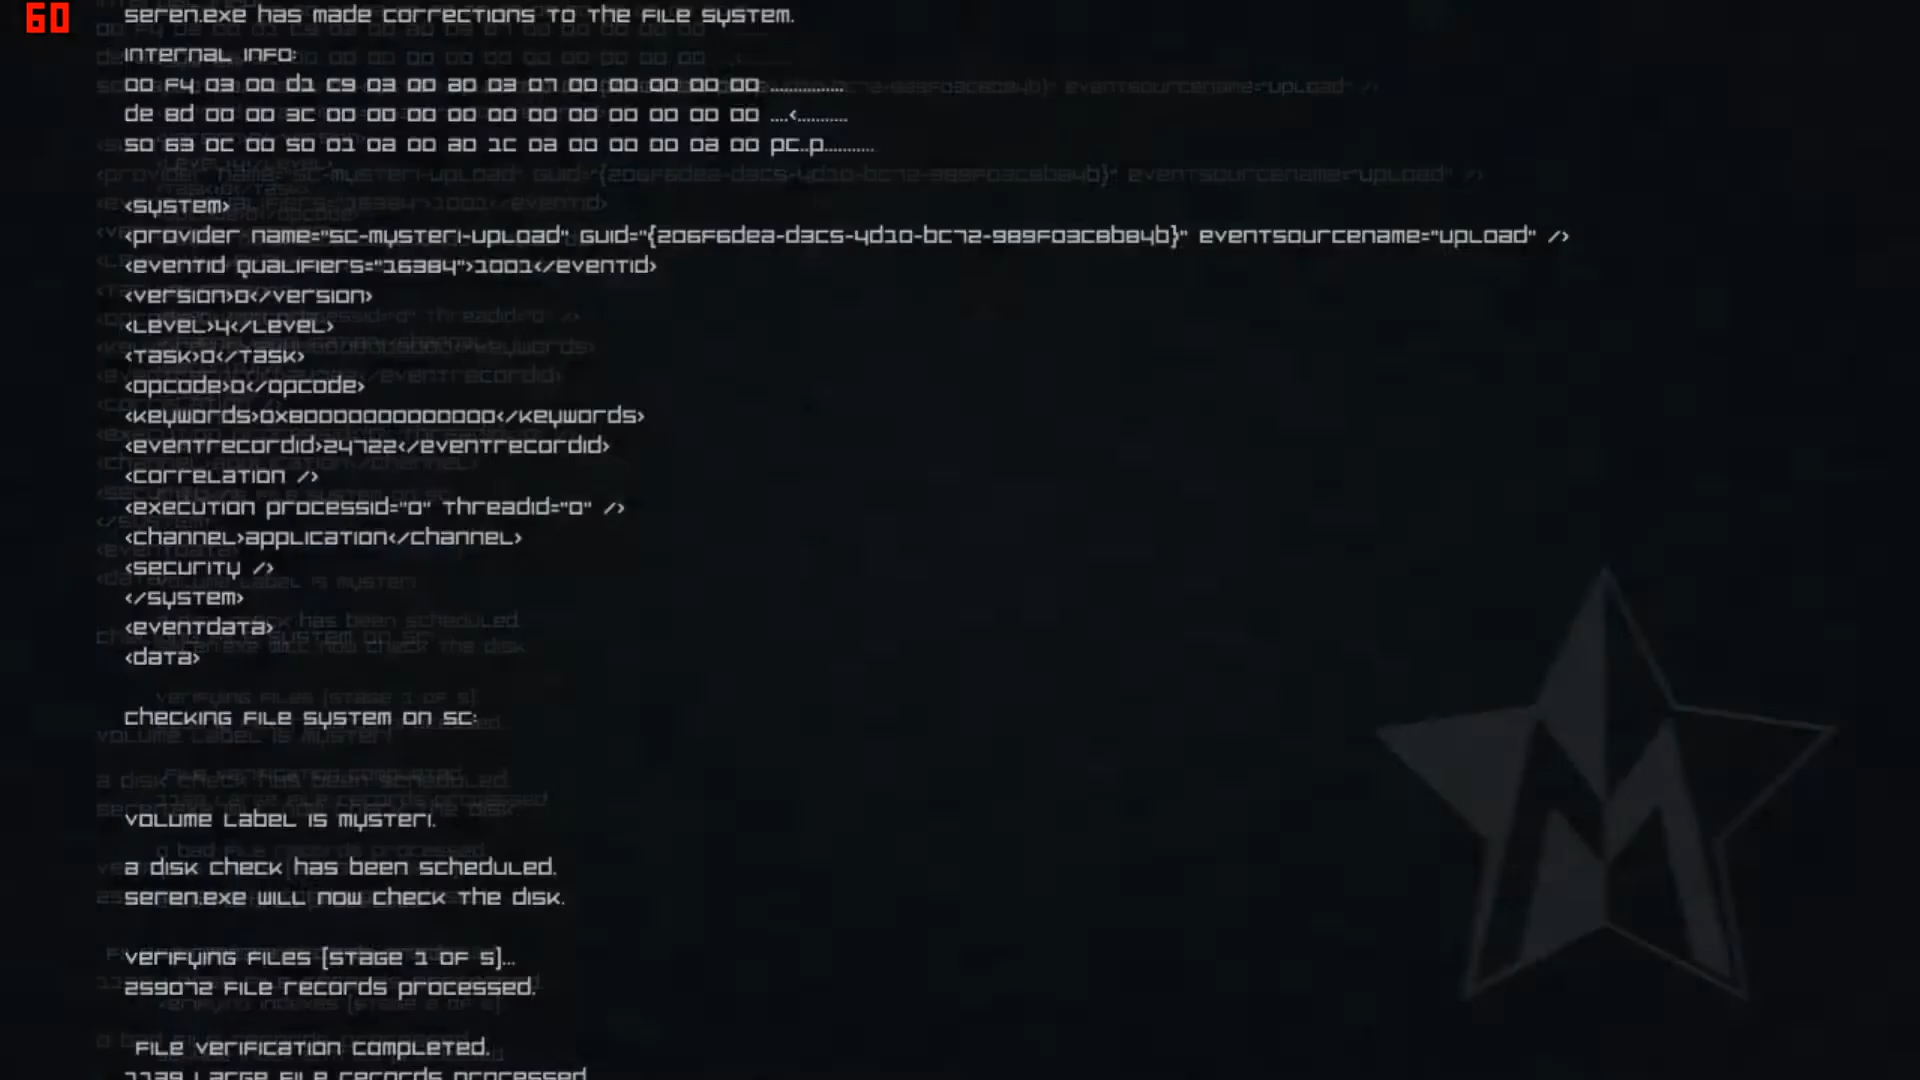 60
seren.exe has made corrections to the file system.
internal info:
00 f4 03 00 d1 c9 03 00 a0 03 07 00 00 00 00 00 ................
de 8d 00 00 3c 00 00 00 00 00 00 00 00 00 00 00 ....<...........
50 63 0c 00 50 01 0a 00 a0 1c 0a 00 00 00 0a 00 pc..p...........
<system>
<provider name="sc-mysteri-upload" guid="{206f6dea-d3c5-4d10-bc72-989f03c8b84b}" eventsourcename="upload" />
<eventid qualifiers="16384">1001</eventid>
<version>0</version>
<level>4</level>
<task>0</task>
<opcode>0</opcode>
<keywords>0x80000000000000</keywords>
<eventrecordid>24722</eventrecordid>
<correlation />
<execution processid="0" threadid="0" />
<channel>application</channel>
<security />
</system>
<eventdata>
<data>
checking file system on sc:
volume label is mysteri.
a disk check has been scheduled.
seren.exe will now check the disk.
verifying files [stage 1 of 5]...
259072 file records processed.
file verification completed.
1139 large file records processed